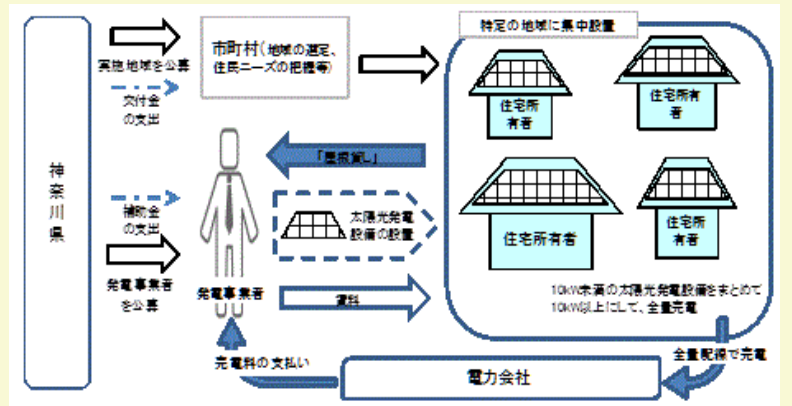 神奈川県
実施地域を公募
交付金
の支出
補助金
の支出
発電事業者
を公募
市町村(地域の選定、
住民ニーズの把握等)
特定の地域に集中設置
住宅所
有者
住宅所有
者
住宅所有者
住宅所
有者
「屋根貸し」
太陽光発電
設備の設置
発電事業者
賃料
10kW未満の太陽光発電設備をまとめて
10kW以上にして、全量売電
売電料の支払い
全量配線で売電
電力会社